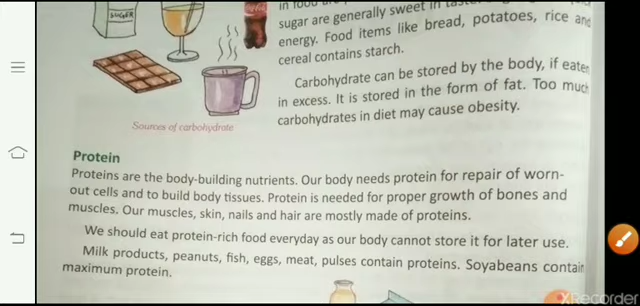 in food are
sugar are generally sweet in
energy. Food items like bread, potatoes, rice and
cereal contains starch.
Carbohydrate can be stored by the body, if eaten
in excess. It is stored in the form of fat. Too much
carbohydrates in diet may cause obesity.
SUGAR
Sources of carbohydrate
Protein
Proteins are the body-building nutrients. Our body needs protein for repair of worn-
out cells and to build body tissues. Protein is needed for proper growth of bones and
muscles. Our muscles, skin, nails and hair are mostly made of proteins.
We should eat protein-rich food everyday as our body cannot store it for later use.
Milk products, peanuts, fish, eggs, meat, pulses contain proteins. Soyabeans contain
maximum protein.
XRecorder